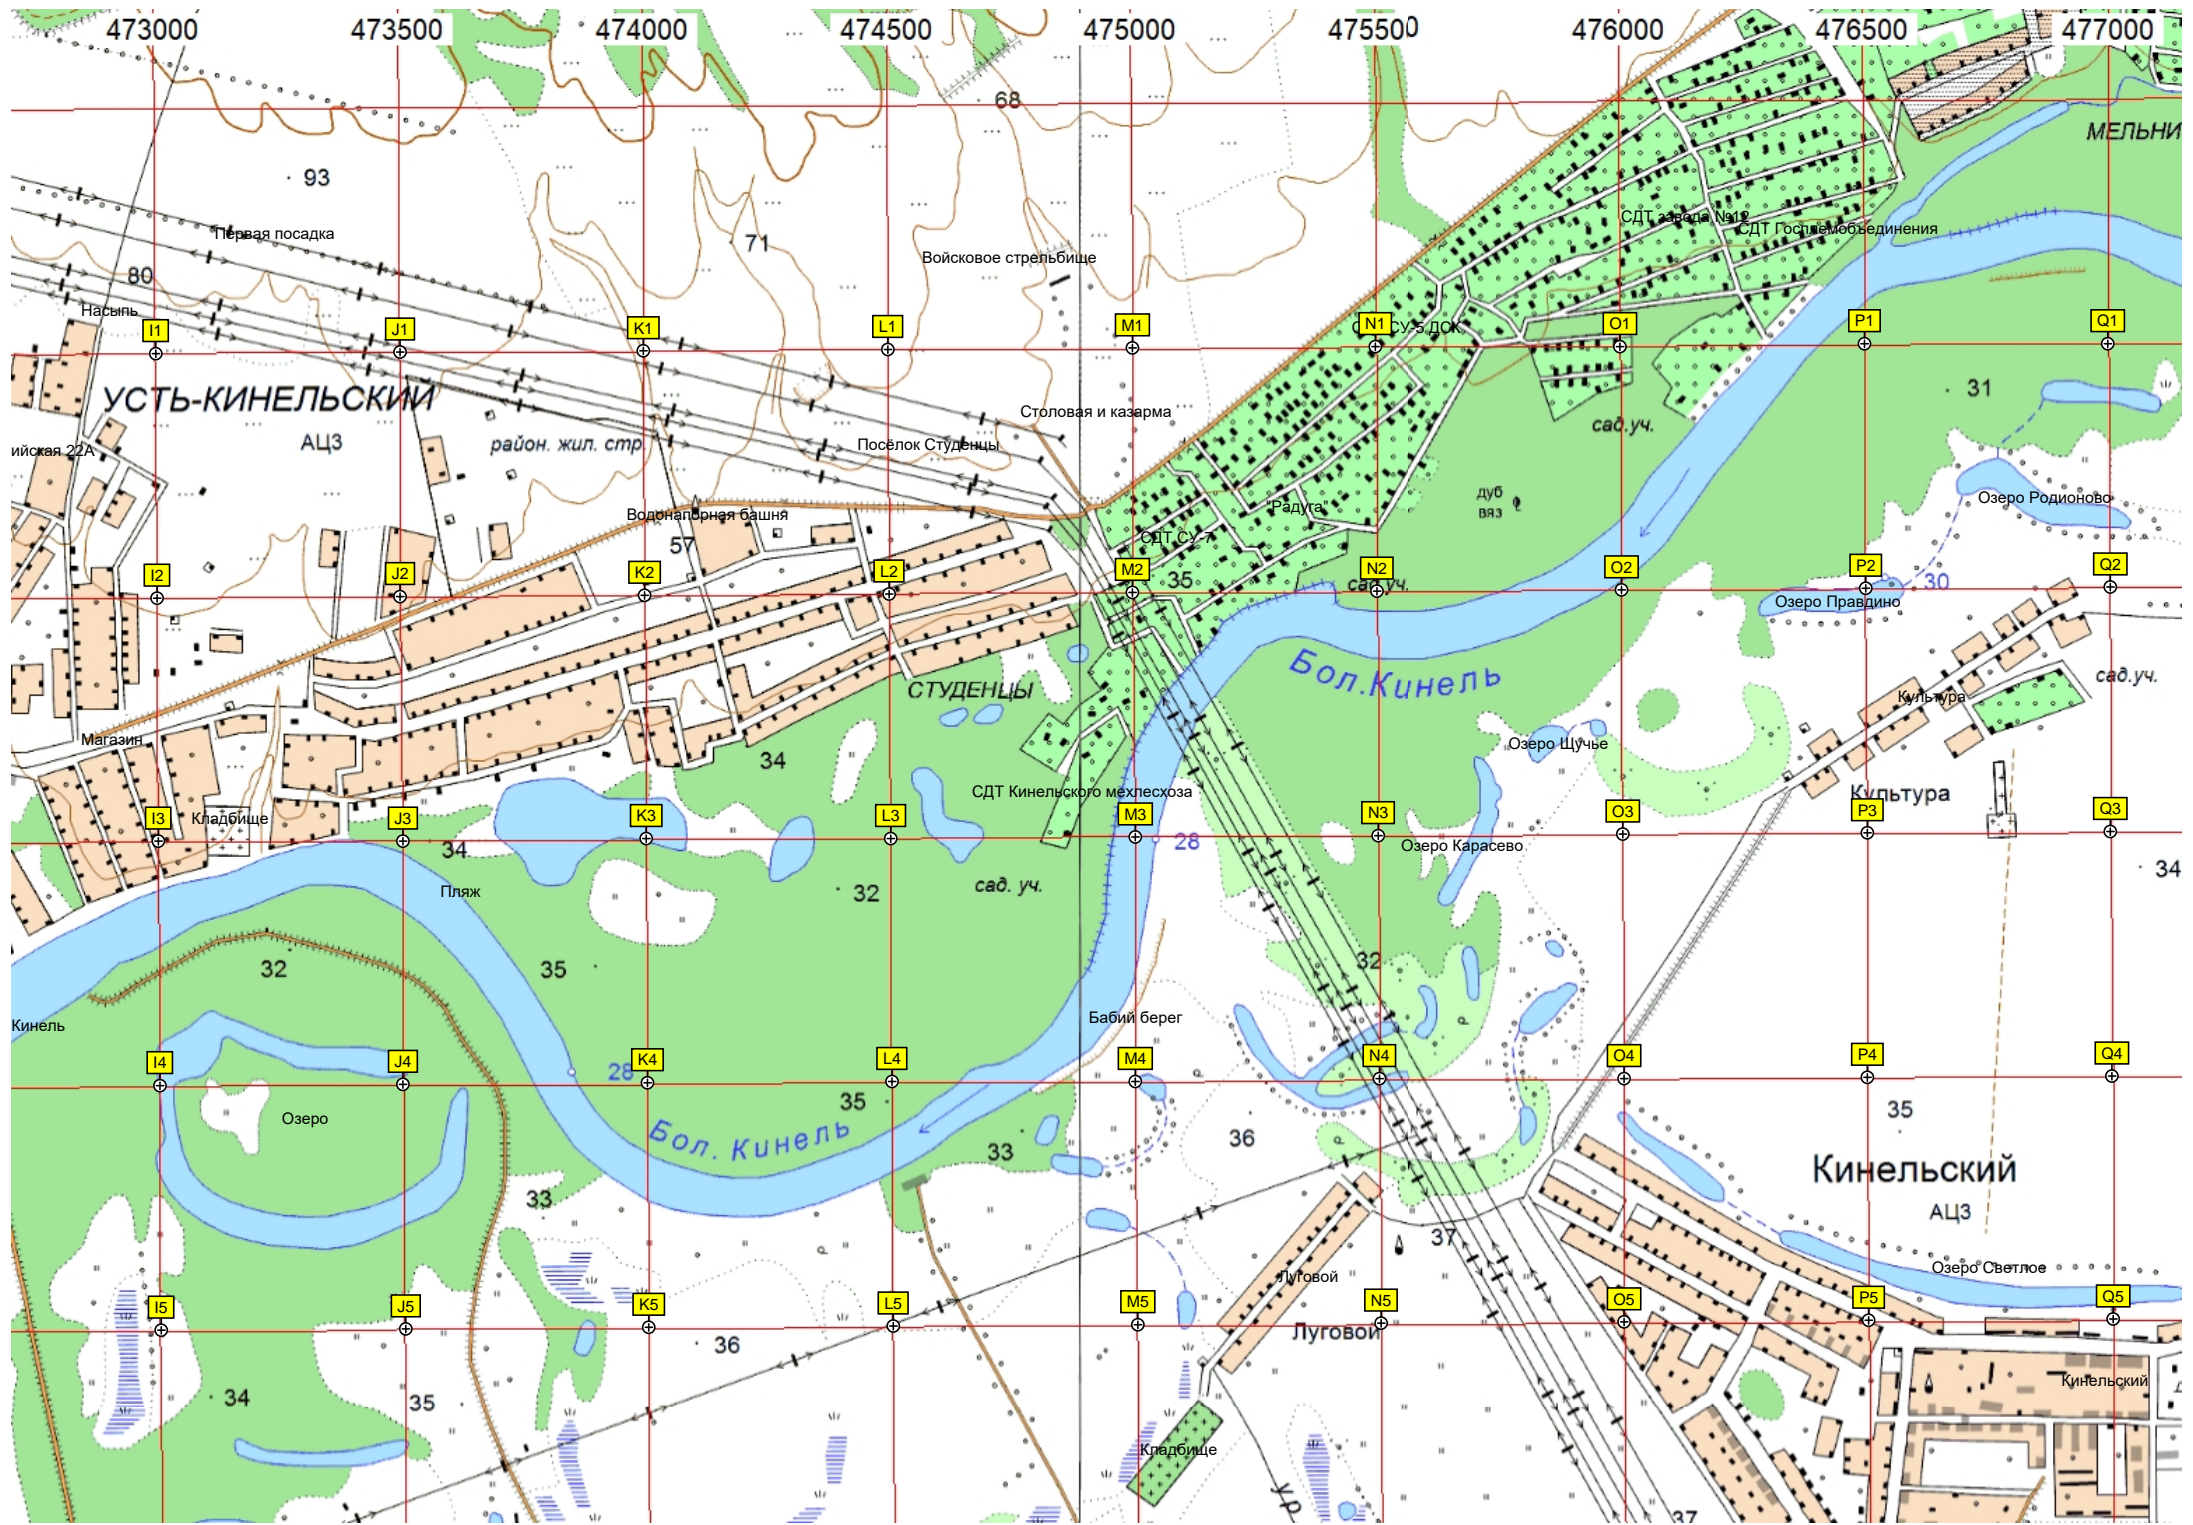 473000 473500 474000 474500 475000 475500 476000 476500 477000
68
МЕЛЬНИ
93
Первая посадка
71
СДТ завода №12
СДТ Госплемобъединения
Войсковое стрельбище
80
Насыпь
I1 J1 K1 L1 M1 N1 O1 P1 Q1
СУ-5 ДСК
УСТЬ-КИНЕЛЬСКИЙ
АЦЗ
31
район. жил. стр.
Столовая и казарма
Посёлок Студенцы
сад.уч.
ийская 22А
дуб
вяз
Озеро Родионово
"Радуга"
Водонапорная башня
57
СДТ СУ-7
I2 J2 K2 L2 M2 N2 O2 P2 Q2
35
сад.уч.
30
Озеро Правдино
Бол.Кинель
СТУДЕНЦЫ
сад.уч.
Культура
Магазин
34
Озеро Щучье
СДТ Кинельского мехлесхоза
Культура
I3 J3 K3 L3 M3 N3 O3 P3 Q3
Кладбище
34
28
Озеро Карасево
34
Пляж
32
сад. уч.
32
35
32
Кинель
Бабий берег
р
I4 J4 K4 L4 M4 N4 O4 P4 Q4
28
Озеро
35
Бол. Кинель
33
36
р
35
Кинельский
АЦЗ
33
р
37
Луговой
Озеро Светлое
I5 J5 K5 L5 M5 N5 O5 P5 Q5
36
Луговой
34
35
Кинельский
Кладбище
ур
37